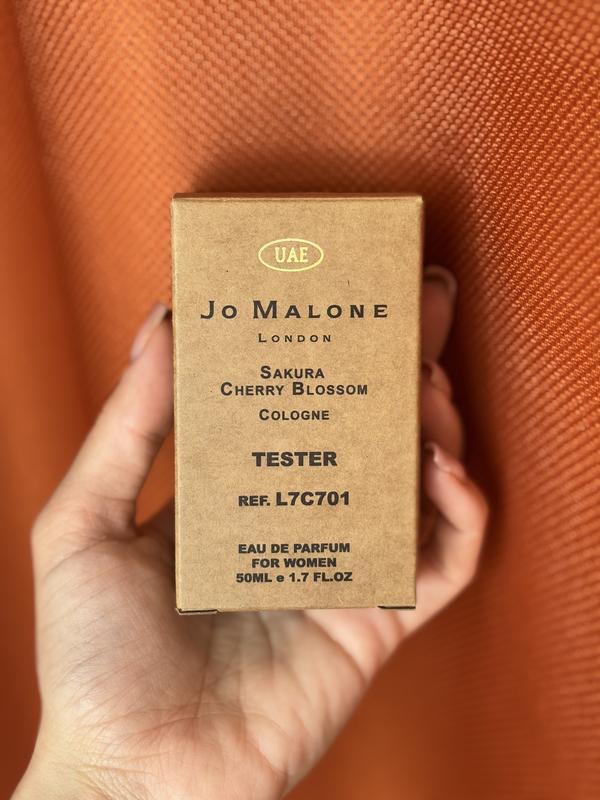 UAE
JO MALONE
LONDON
SAKURA
CHERRY BLOSSOM
COLOGNE
TESTER
REF. L7C701
EAU DE PARFUM
FOR WOMEN
50ML e 1.7 FL.OZ